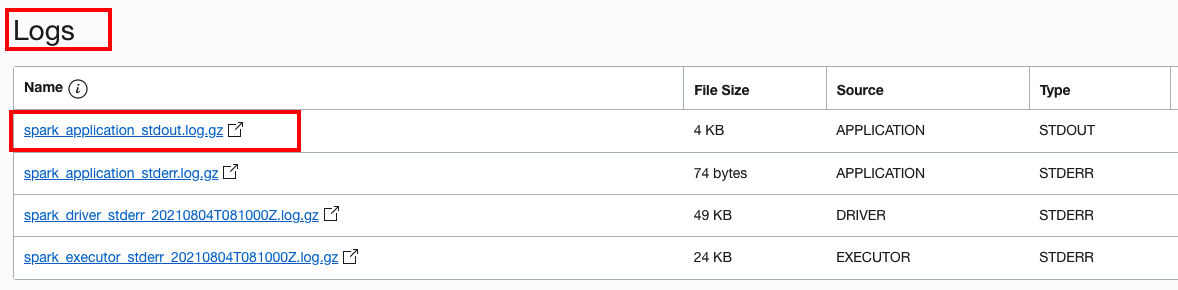 Logs
Name i File Size Source Type
spark_application_stdout.log.gz 4 KB APPLICATION STDOUT
spark_application_stderr.log.gz 74 bytes APPLICATION STDERR
spark_driver_stderr_20210804T081000Z.log.gz 49 KB DRIVER STDERR
spark_executor_stderr_20210804T081000Z.log.gz 24 KB EXECUTOR STDERR